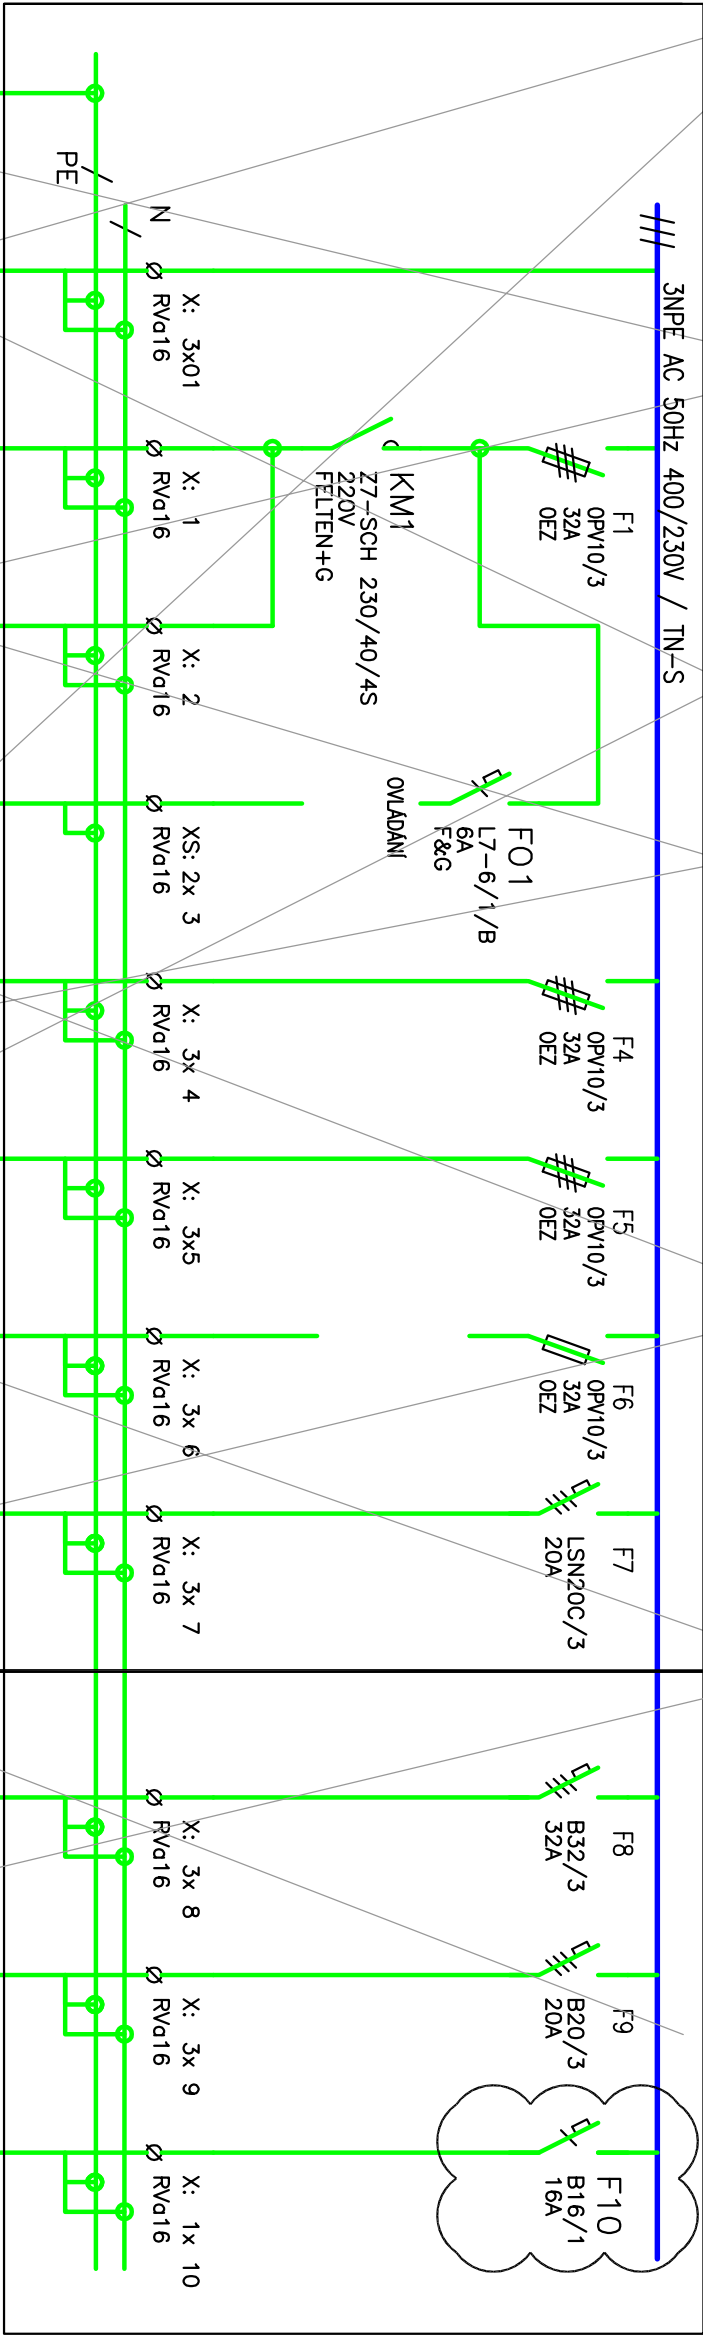 3NPE AC 50Hz 400/230V / TN-S
PE
N
X: 3x01
RVa16
F1
OPV10/3
32A
OEZ
KM1
Z7-SCH 230/40/4S
220V
FELTEN+G
X: 1
RVa16
X: 2
RVa16
FO1
L7-6/1/B
6A
F&G
OVLÁDÁNÍ
XS: 2x 3
RVa16
F4
OPV10/3
32A
OEZ
X: 3x 4
RVa16
F5
OPV10/3
32A
OEZ
X: 3x5
RVa16
F6
OPV10/3
32A
OEZ
X: 3x 6
RVa16
F7
LSN20C/3
20A
X: 3x 7
RVa16
F8
B32/3
32A
X: 3x 8
RVa16
F9
B20/3
20A
X: 3x 9
RVa16
F10
B16/1
16A
X: 1x 10
RVa16